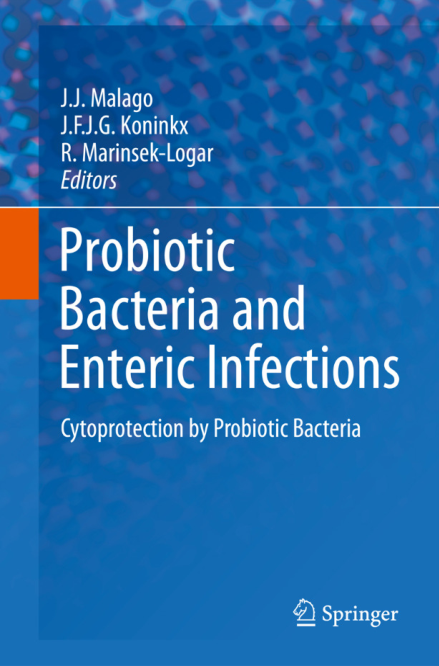 J.J. Malago
J.F.J.G. Koninkx
R. Marinsek-Logar
Editors
Probiotic
Bacteria and
Enteric Infections
Cytoprotection by Probiotic Bacteria
Springer